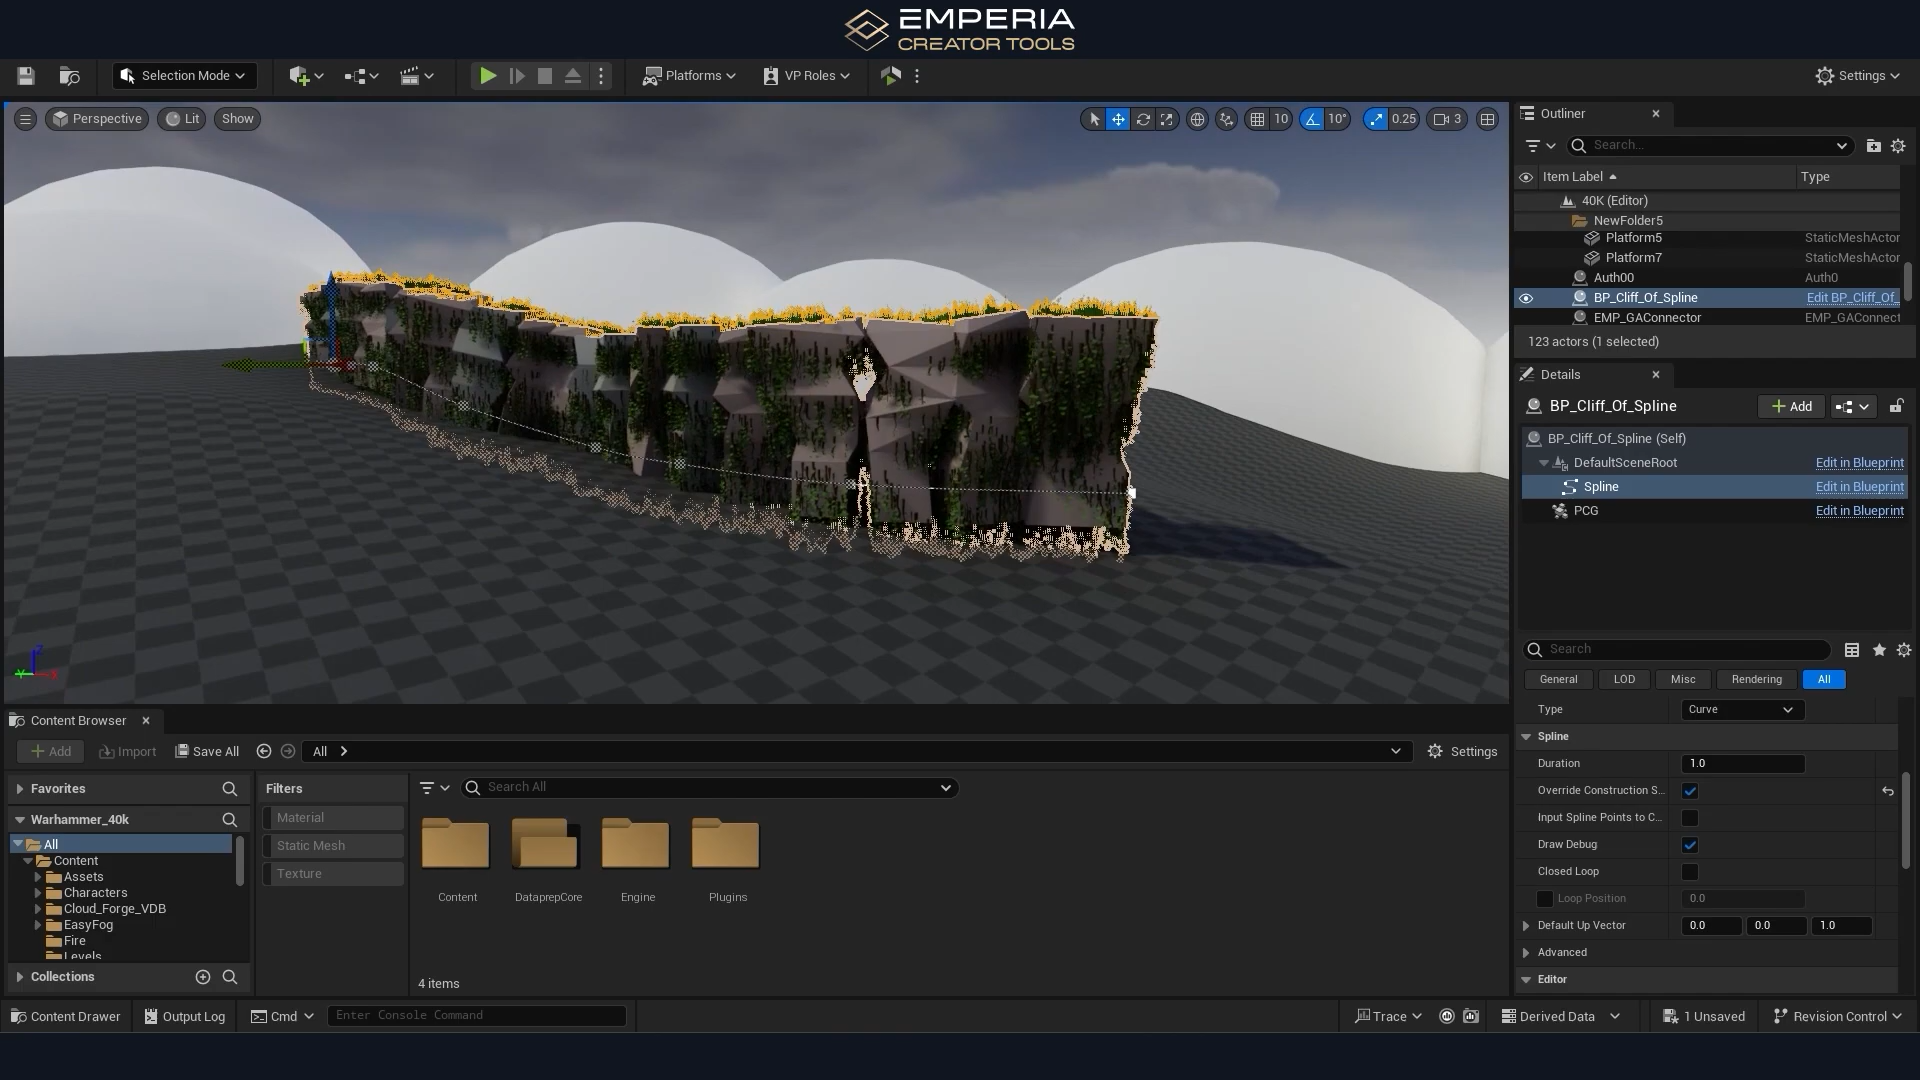 EMPERIA
CREATOR TOOLS
Selection Mode
Platforms
VP Roles
Settings
Perspective
Lit
Show
10
10°
0.25
3
Outliner
Search...
Item Label
Type
40K (Editor)
NewFolder5
Platform5
StaticMeshActor
Platform7
StaticMeshActor
Auth00
Auth0
BP_Cliff_Of_Spline
Edit BP_Cliff_Of_
EMP_GAConnector
EMP_GAConnect
123 actors (1 selected)
Details
BP_Cliff_Of_Spline
Add
BP_Cliff_Of_Spline (Self)
DefaultSceneRoot
Edit in Blueprint
Spline
Edit in Blueprint
PCG
Edit in Blueprint
Search
General
LOD
Misc
Rendering
All
Type
Curve
Spline
Duration
1.0
Override Construction S...
Input Spline Points to C...
Draw Debug
Closed Loop
Loop Position
0.0
Default Up Vector
0.0
0.0
1.0
Advanced
Editor
Content Browser
Add
Import
Save All
All
Settings
Favorites
Warhammer_40k
All
Content
Assets
Characters
Cloud_Forge_VDB
EasyFog
Fire
Levels
Collections
Filters
Material
Static Mesh
Texture
Search All
Content
DataprepCore
Engine
Plugins
4 items
Content Drawer
Output Log
Cmd
Enter Console Command
Trace
Derived Data
1 Unsaved
Revision Control
Z
Y
X